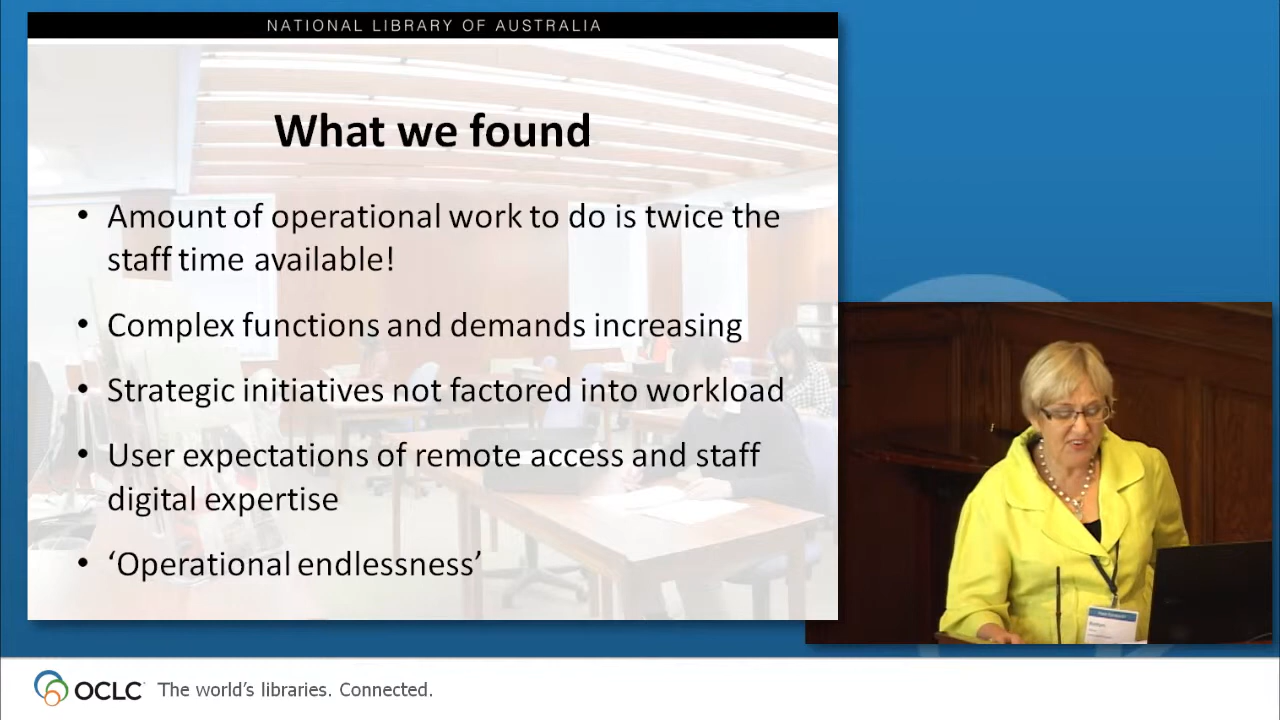 NATIONAL LIBRARY OF AUSTRALIA
What we found
• Amount of operational work to do is twice the
staff time available!
• Complex functions and demands increasing
• Strategic initiatives not factored into workload
• User expectations of remote access and staff
digital expertise
• ‘Operational endlessness’
OCLC The world's libraries. Connected.